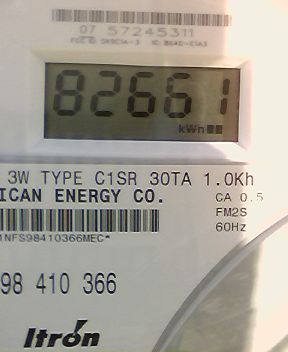 07 57245311
82661
kWh
3W TYPE C1SR 30TA 1.0Kh
ICAN ENERGY CO.
CA 0.5
FM2S
60Hz
1NFS98410366MEC*
98 410 366
Itron